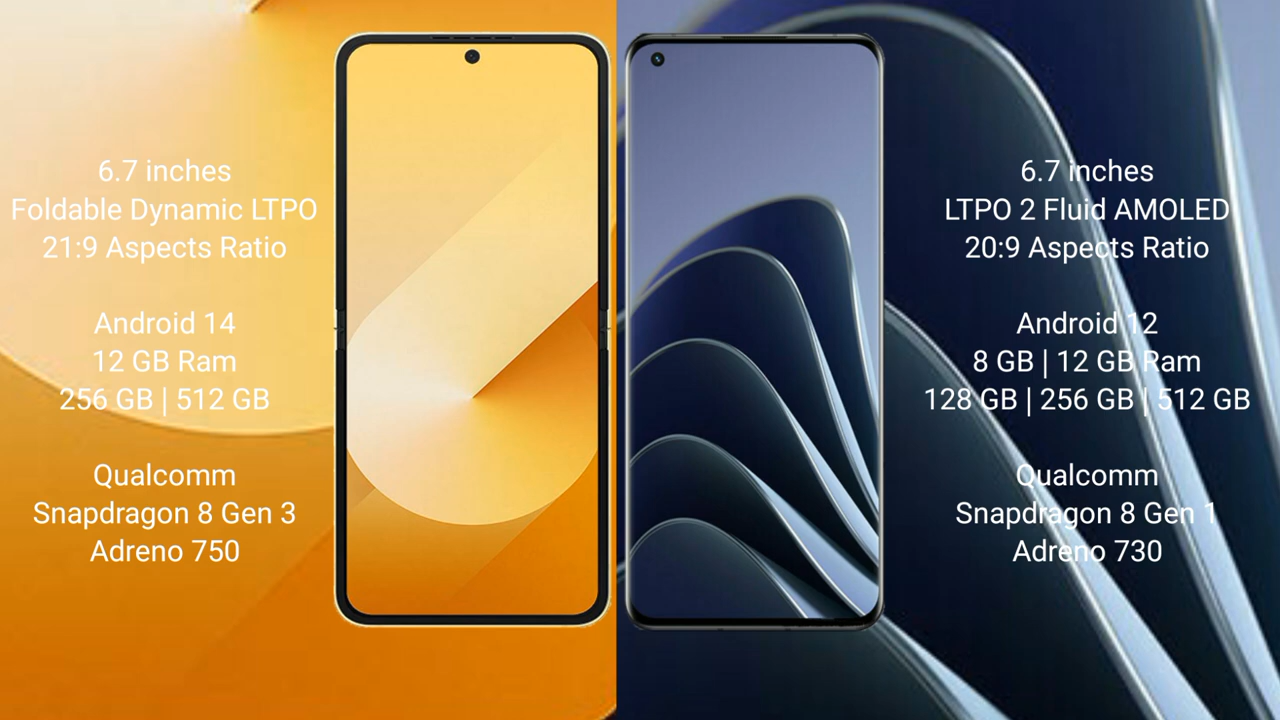 6.7 inches
Foldable Dynamic LTPO
21:9 Aspects Ratio
Android 14
12 GB Ram
256 GB | 512 GB
Qualcomm
Snapdragon 8 Gen 3
Adreno 750
6.7 inches
LTPO 2 Fluid AMOLED
20:9 Aspects Ratio
Android 12
8 GB | 12 GB Ram
128 GB | 256 GB | 512 GB
Qualcomm
Snapdragon 8 Gen 1
Adreno 730